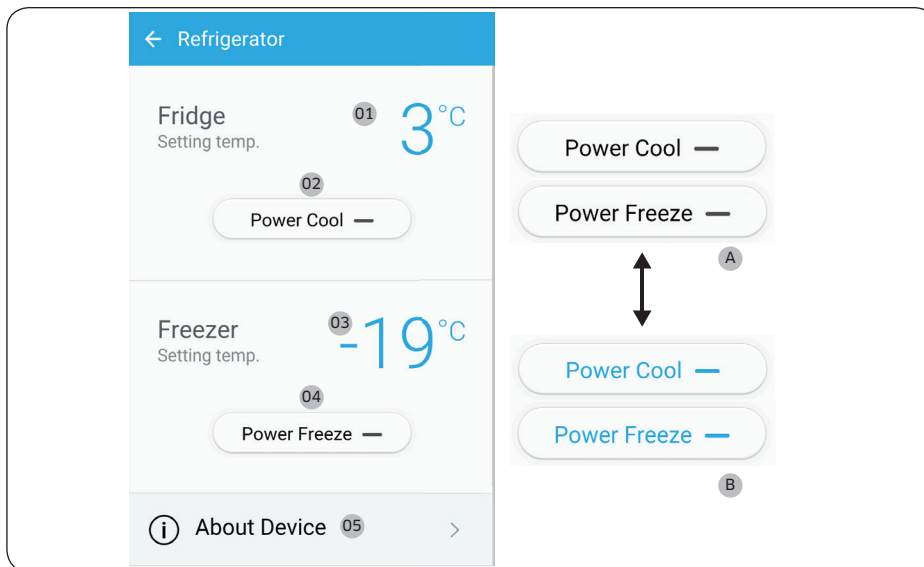 Refrigerator
Fridge
01
3°C
Setting temp.
02
Power Cool
Freezer
03
-19°C
Setting temp.
04
Power Freeze
About Device
05
Power Cool
Power Freeze
A
Power Cool
Power Freeze
B